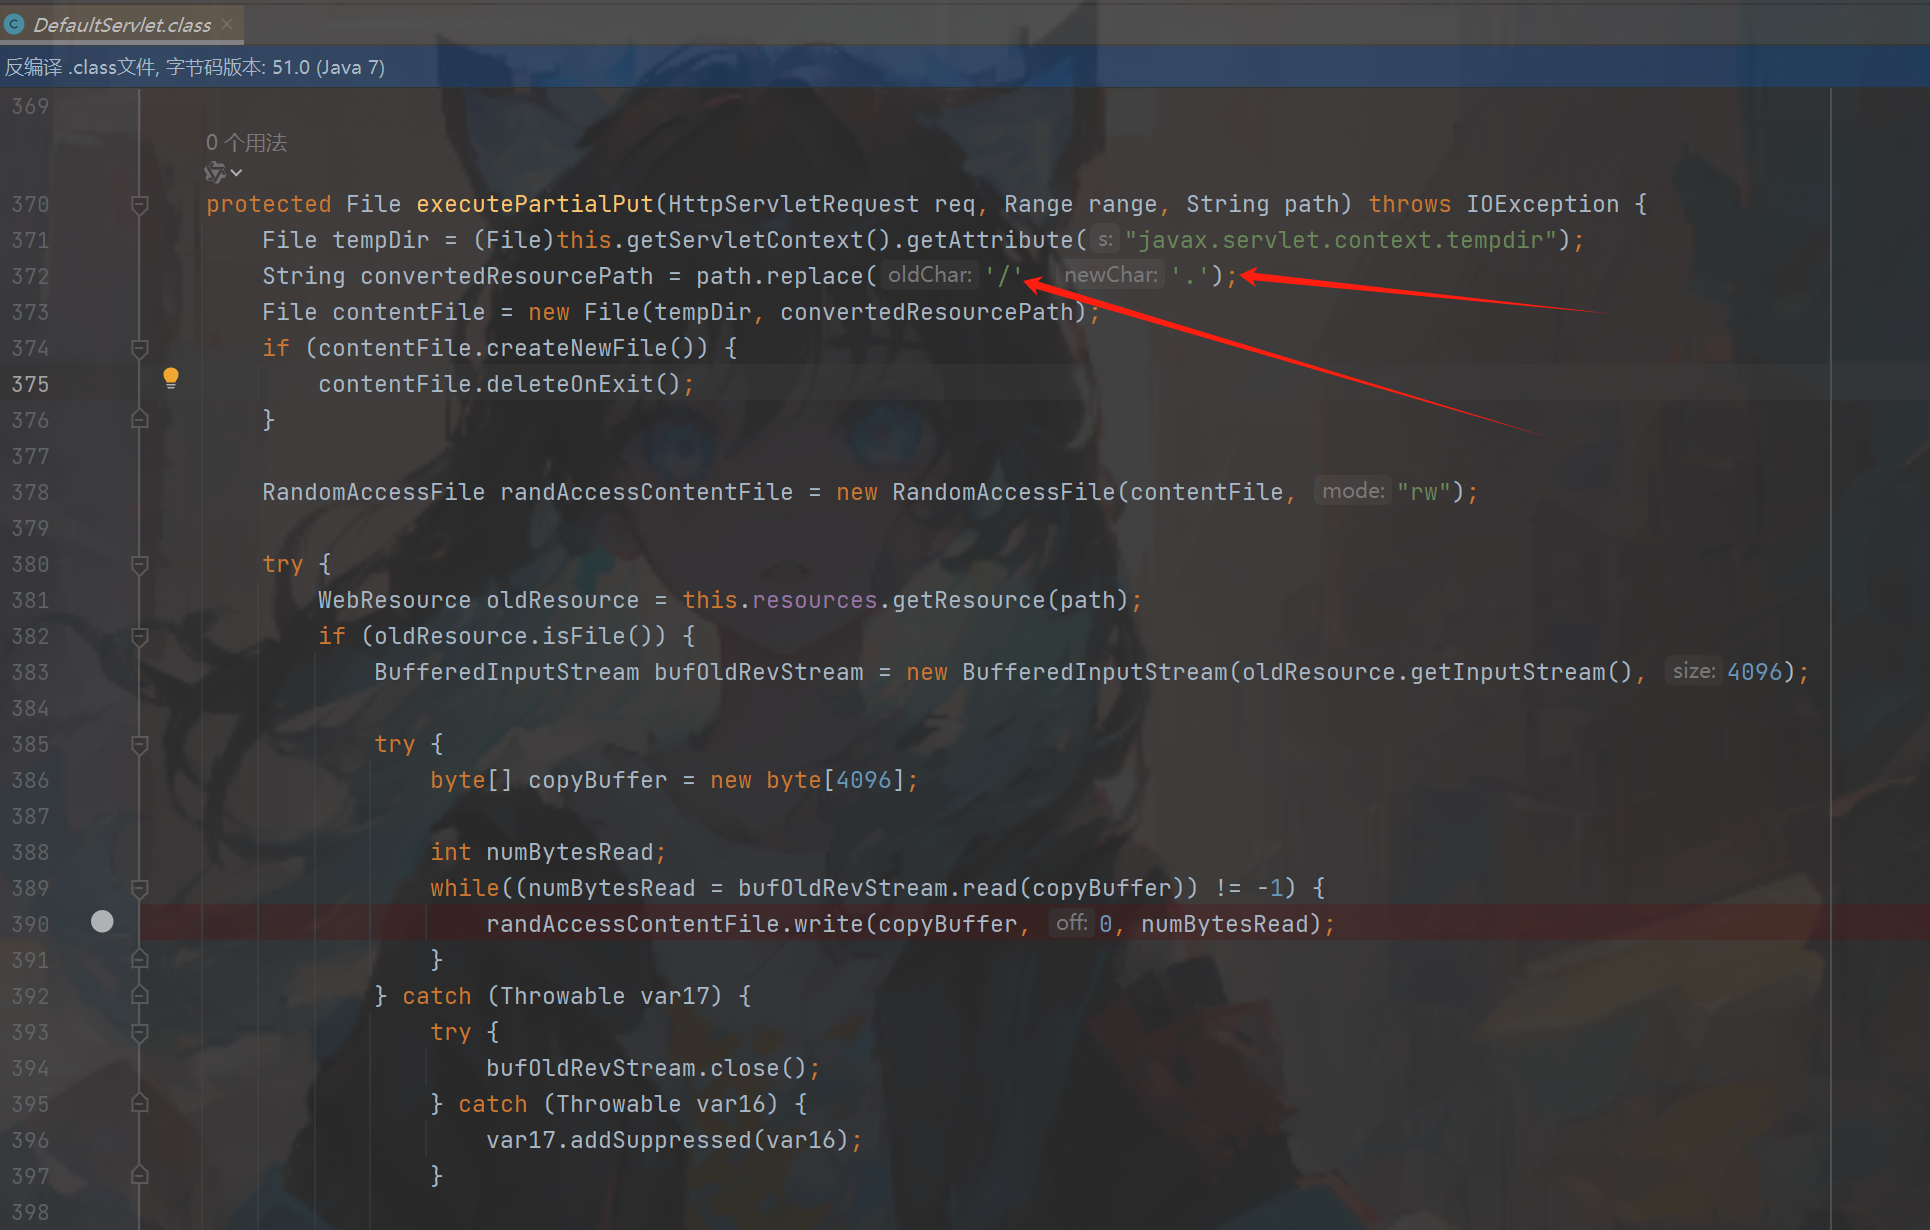 DefaultServlet.class
反编译 .class文件, 字节码版本: 51.0 (Java 7)
369
0 个用法
370 protected File executePartialPut(HttpServletRequest req, Range range, String path) throws IOException {
371 File tempDir = (File)this.getServletContext().getAttribute( s: "javax.servlet.context.tempdir");
372 String convertedResourcePath = path.replace( oldChar: '/' newChar: '.');
373 File contentFile = new File(tempDir, convertedResourcePath);
374 if (contentFile.createNewFile()) {
375 contentFile.deleteOnExit();
376 }
377
378 RandomAccessFile randAccessContentFile = new RandomAccessFile(contentFile, mode: "rw");
379
380 try {
381 WebResource oldResource = this.resources.getResource(path);
382 if (oldResource.isFile()) {
383 BufferedInputStream bufOldRevStream = new BufferedInputStream(oldResource.getInputStream(), size: 4096);
384
385 try {
386 byte[] copyBuffer = new byte[4096];
387
388 int numBytesRead;
389 while((numBytesRead = bufOldRevStream.read(copyBuffer)) != -1) {
390 randAccessContentFile.write(copyBuffer, off: 0, numBytesRead);
391 }
392 } catch (Throwable var17) {
393 try {
394 bufOldRevStream.close();
395 } catch (Throwable var16) {
396 var17.addSuppressed(var16);
397 }
398